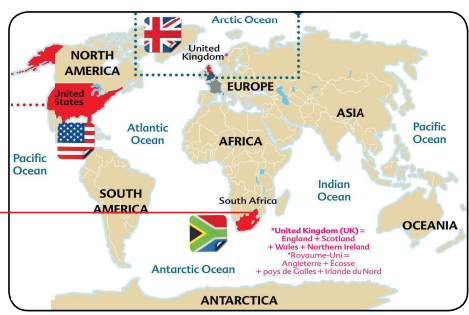 Arctic Ocean
United
Kingdom*
NORTH
AMERICA
EUROPE
United
States
ASIA
Atlantic
Ocean
Pacific
Ocean
AFRICA
Pacific
Ocean
Indian
Ocean
SOUTH
AMERICA
South Africa
OCEANIA
*United Kingdom (UK) =
England + Scotland
+ Wales + Northern Ireland
*Royaume-Uni =
Angleterre + Écosse
+ pays de Galles + Irlande du Nord
Antarctic Ocean
ANTARCTICA